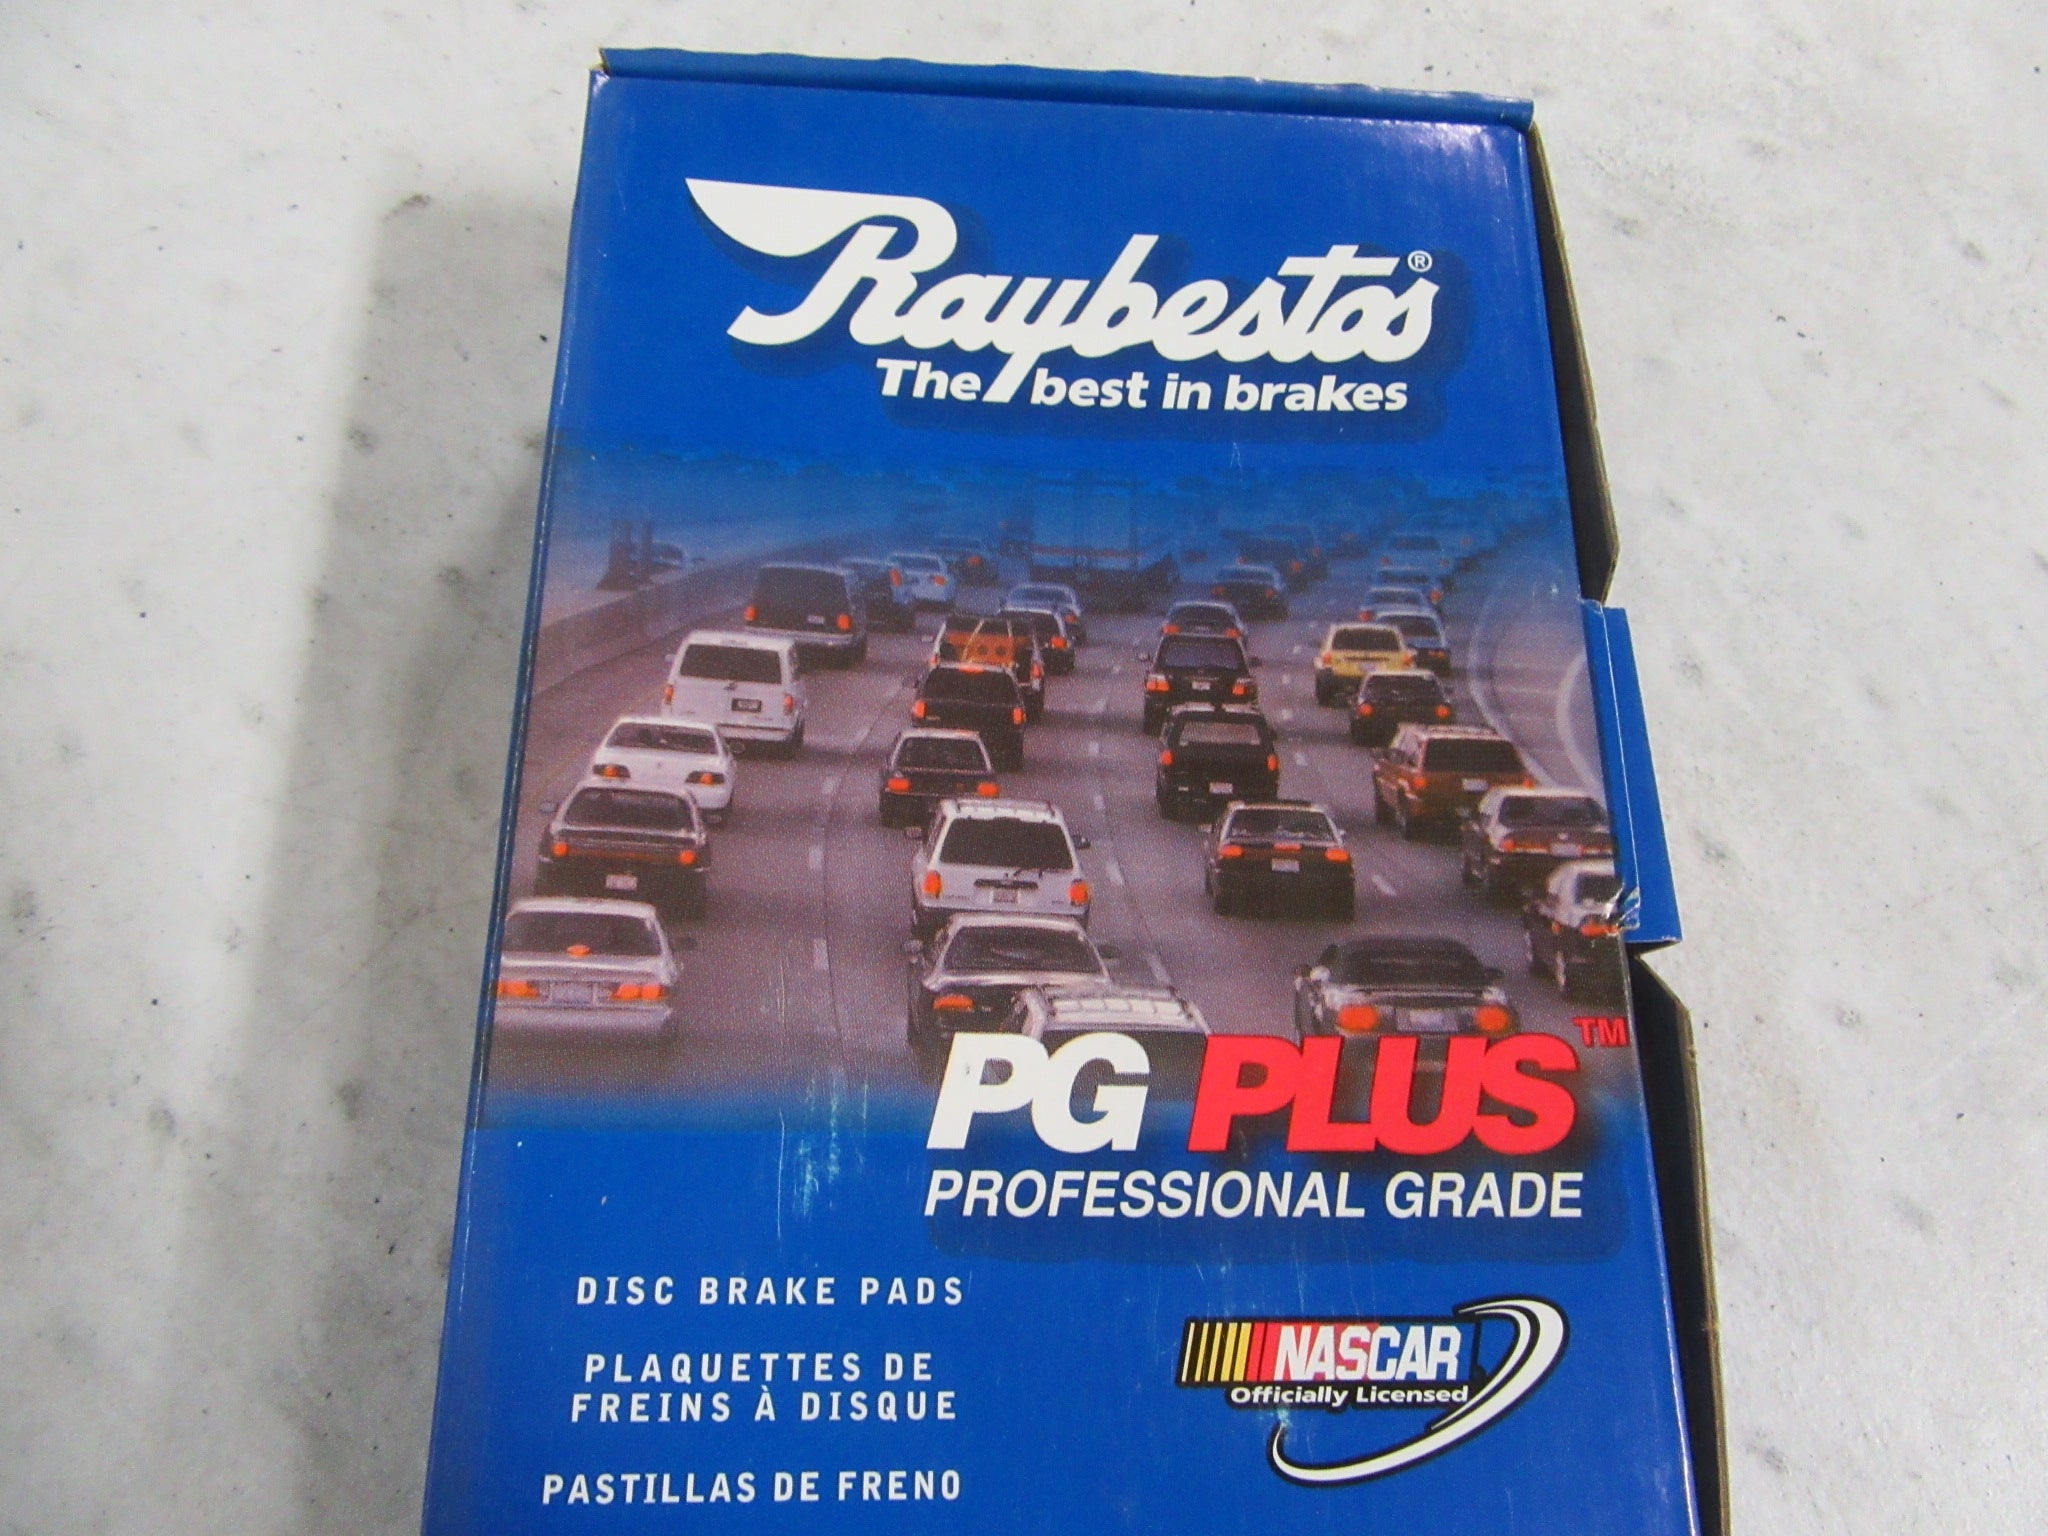 Raybestos®
The best in brakes
PG PLUS™
PROFESSIONAL GRADE
DISC BRAKE PADS
PLAQUETTES DE
FREINS À DISQUE
PASTILLAS DE FRENO
NASCAR
Officially Licensed